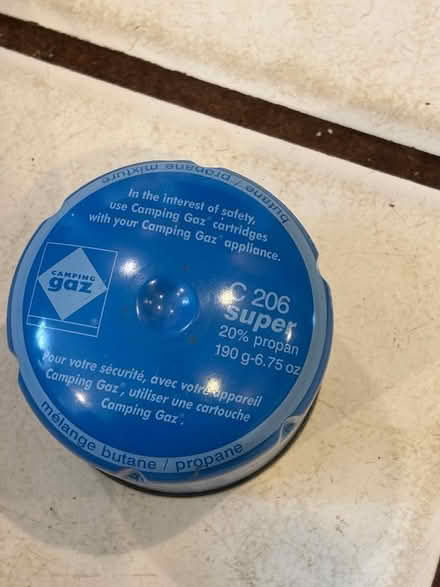 butane / propane mixture
In the interest of safety,
use Camping Gaz® cartridges
with your Camping Gaz® appliance.
CAMPING
gaz
C 206
super
20% propan
190 g-6.75 oz
Pour votre sécurité, avec votre appareil
Camping Gaz®, utiliser une cartouche
Camping Gaz®.
mélange butane / propane